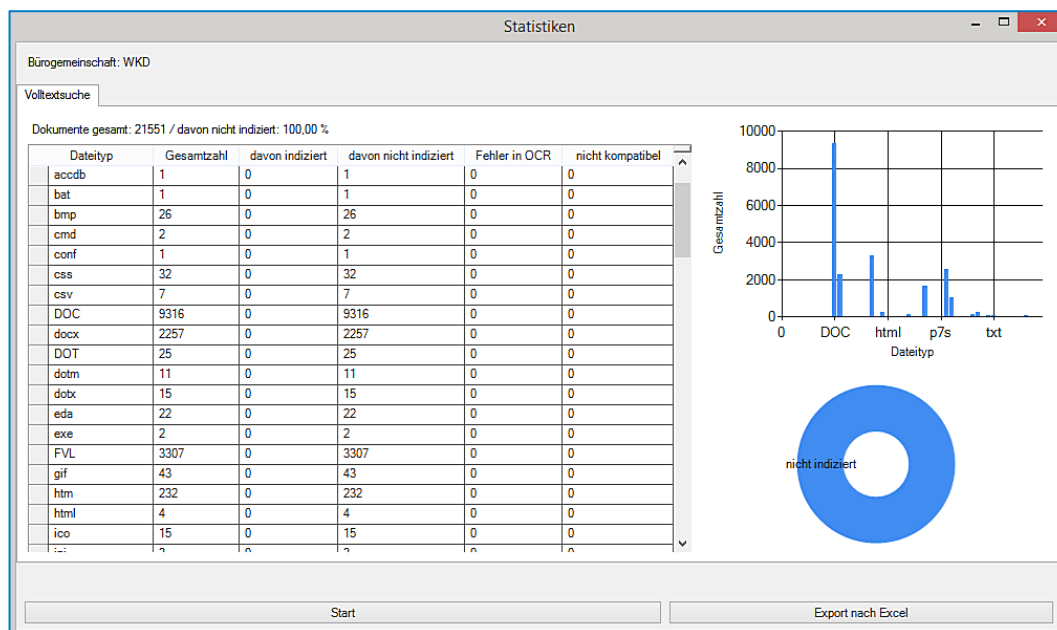 Statistiken
Bürogemeinschaft: WKD
Volltextsuche
Dokumente gesamt: 21551 / davon nicht indiziert: 100,00 %
Dateityp Gesamtzahl davon indiziert davon nicht indiziert Fehler in OCR nicht kompatibel
accdb 1 0 1 0 0
bat 1 0 1 0 0
bmp 26 0 26 0 0
cmd 2 0 2 0 0
conf 1 0 1 0 0
css 32 0 32 0 0
csv 7 0 7 0 0
DOC 9316 0 9316 0 0
docx 2257 0 2257 0 0
DOT 25 0 25 0 0
dotm 11 0 11 0 0
dotx 15 0 15 0 0
eda 22 0 22 0 0
exe 2 0 2 0 0
FVL 3307 0 3307 0 0
gif 43 0 43 0 0
htm 232 0 232 0 0
html 4 0 4 0 0
ico 15 0 15 0 0
10000
8000
6000
4000
2000
0
Gesamtzahl
0 DOC html p7s txt
Dateityp
nicht indiziert
Start
Export nach Excel